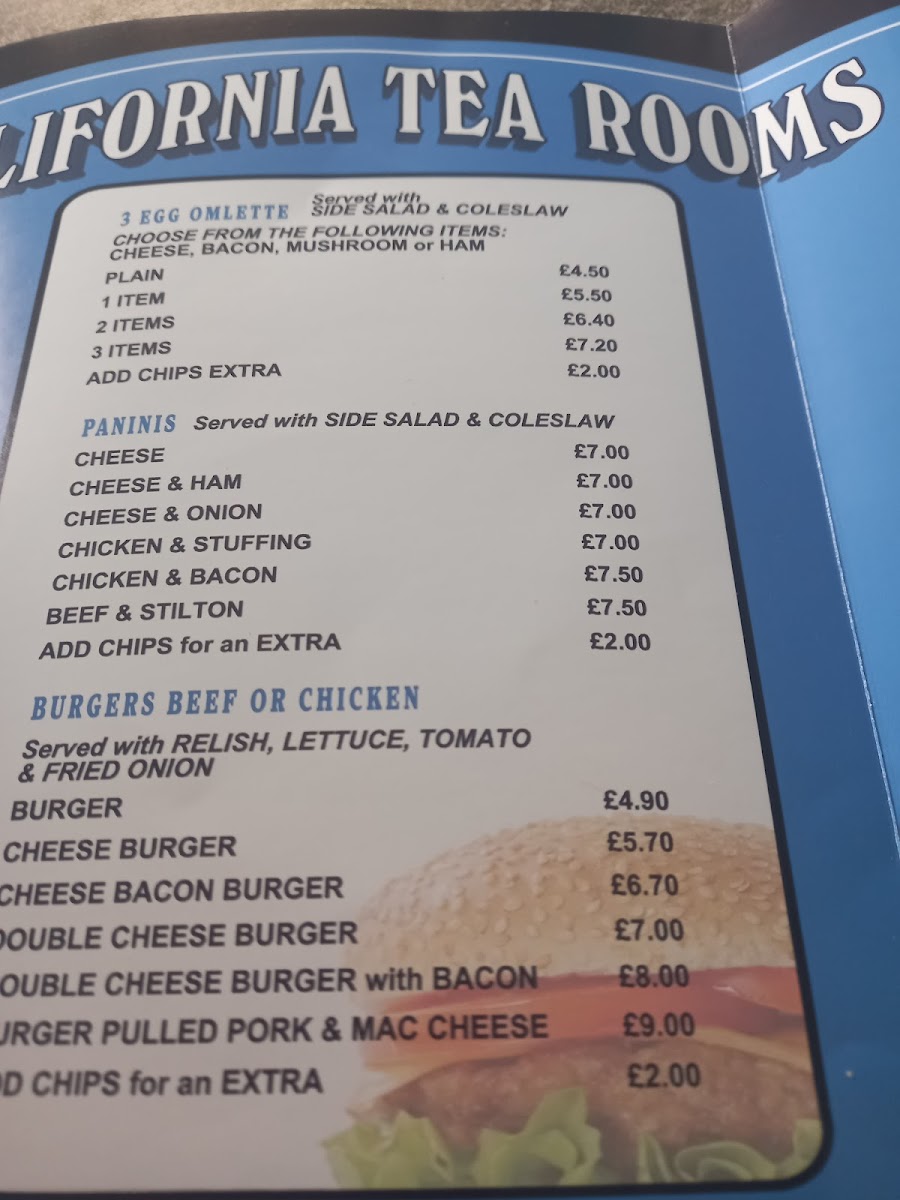 LIFORNIA TEA ROOMS
3 EGG OMLETTE Served with
SIDE SALAD & COLESLAW
CHOOSE FROM THE FOLLOWING ITEMS:
CHEESE, BACON, MUSHROOM or HAM
PLAIN £4.50
1 ITEM £5.50
2 ITEMS £6.40
3 ITEMS £7.20
ADD CHIPS EXTRA £2.00
PANINIS Served with SIDE SALAD & COLESLAW
CHEESE £7.00
CHEESE & HAM £7.00
CHEESE & ONION £7.00
CHICKEN & STUFFING £7.00
CHICKEN & BACON £7.50
BEEF & STILTON £7.50
ADD CHIPS for an EXTRA £2.00
BURGERS BEEF OR CHICKEN
Served with RELISH, LETTUCE, TOMATO
& FRIED ONION
BURGER £4.90
CHEESE BURGER £5.70
CHEESE BACON BURGER £6.70
DOUBLE CHEESE BURGER £7.00
OUBLE CHEESE BURGER with BACON £8.00
URGER PULLED PORK & MAC CHEESE £9.00
D CHIPS for an EXTRA £2.00